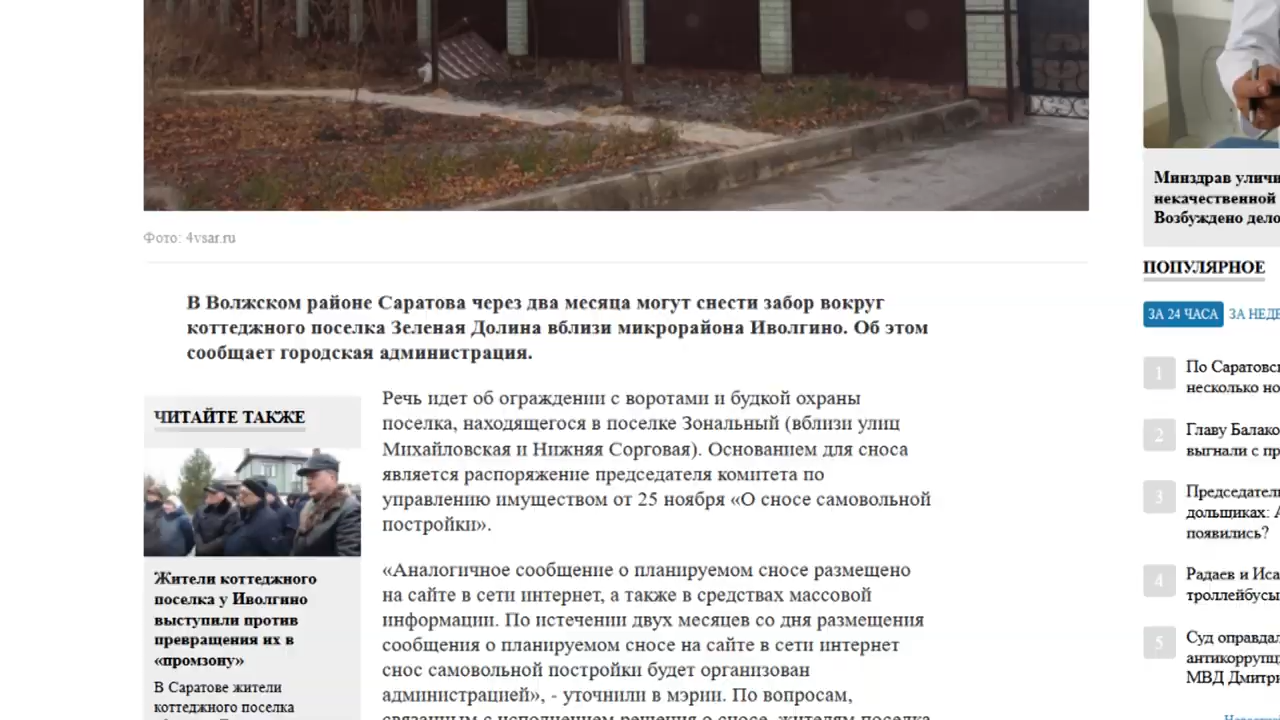 Фото: 4vsar.ru
В Волжском районе Саратова через два месяца могут снести забор вокруг
коттеджного поселка Зеленая Долина вблизи микрорайона Иволгино. Об этом
сообщает городская администрация.
ЧИТАЙТЕ ТАКЖЕ
Жители коттеджного
поселка у Иволгино
выступили против
превращения их в
«промзону»
В Саратове жители
коттеджного поселка
Речь идет об ограждении с воротами и будкой охраны
поселка, находящегося в поселке Зональный (вблизи улиц
Михайловская и Нижняя Сорговая). Основанием для сноса
является распоряжение председателя комитета по
управлению имуществом от 25 ноября «О сносе самовольной
постройки».
«Аналогичное сообщение о планируемом сносе размещено
на сайте в сети интернет, а также в средствах массовой
информации. По истечении двух месяцев со дня размещения
сообщения о планируемом сносе на сайте в сети интернет
снос самовольной постройки будет организован
администрацией», - уточнили в мэрии. По вопросам,
связанным с исполнением решения о сносе, жителям поселка
Минздрав уличи
некачественной
Возбуждено дело
ПОПУЛЯРНОЕ
ЗА 24 ЧАСА ЗА НЕДЕ
1 По Саратовс
несколько но
2 Главу Балако
выгнали с пр
3 Председатель
дольщиках: А
появились?
4 Радаев и Иса
троллейбусы
5 Суд оправдал
антикоррупц
МВД Дмитри